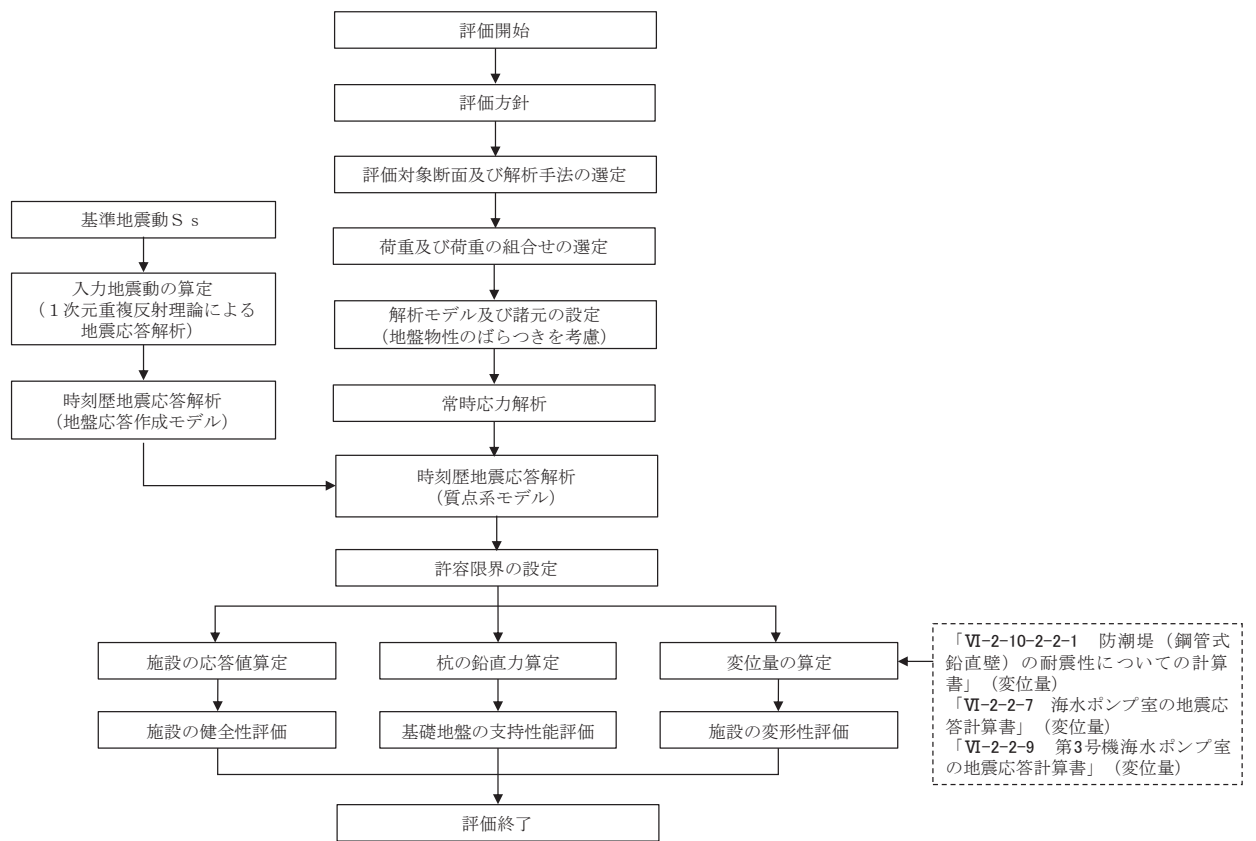 評価開始
評価方針
評価対象断面及び解析手法の選定
基準地震動Ｓｓ
荷重及び荷重の組合せの選定
入力地震動の算定
（１次元重複反射理論による
地震応答解析）
解析モデル及び諸元の設定
（地盤物性のばらつきを考慮）
時刻歴地震応答解析
（地盤応答作成モデル）
常時応力解析
時刻歴地震応答解析
（質点系モデル）
許容限界の設定
施設の応答値算定
杭の鉛直力算定
変位量の算定
「Ⅵ-2-10-2-2-1　防潮堤（鋼管式
鉛直壁）の耐震性についての計算
書」（変位量）
「Ⅵ-2-2-7　海水ポンプ室の地震応
答計算書」（変位量）
「Ⅵ-2-2-9　第3号機海水ポンプ室
の地震応答計算書」（変位量）
施設の健全性評価
基礎地盤の支持性能評価
施設の変形性評価
評価終了